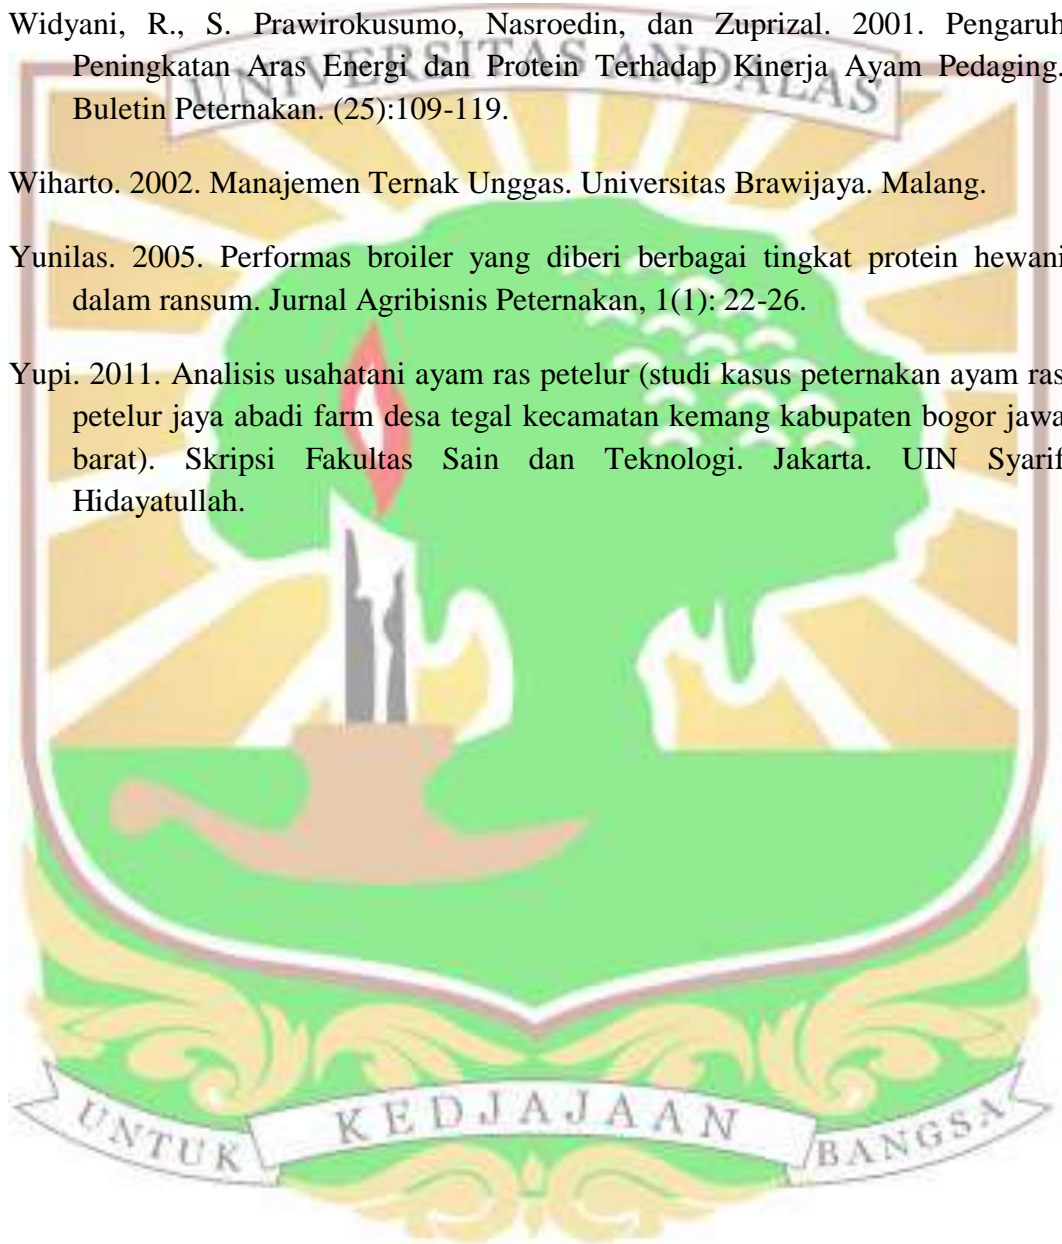 Widyani, R., S. Prawirokusumo, Nasroedin, dan Zuprizal. 2001. Pengaruh
Peningkatan Aras Energi dan Protein Terhadap Kinerja Ayam Pedaging.
Buletin Peternakan. (25):109-119.
UNIVERSITAS ANDALAS
Wiharto. 2002. Manajemen Ternak Unggas. Universitas Brawijaya. Malang.
Yunilas. 2005. Performas broiler yang diberi berbagai tingkat protein hewani
dalam ransum. Jurnal Agribisnis Peternakan, 1(1): 22-26.
Yupi. 2011. Analisis usahatani ayam ras petelur (studi kasus peternakan ayam ras
petelur jaya abadi farm desa tegal kecamatan kemang kabupaten bogor jawa
barat). Skripsi Fakultas Sain dan Teknologi. Jakarta. UIN Syarif
Hidayatullah.
UNTUK KEDJAJAAN BANGSA